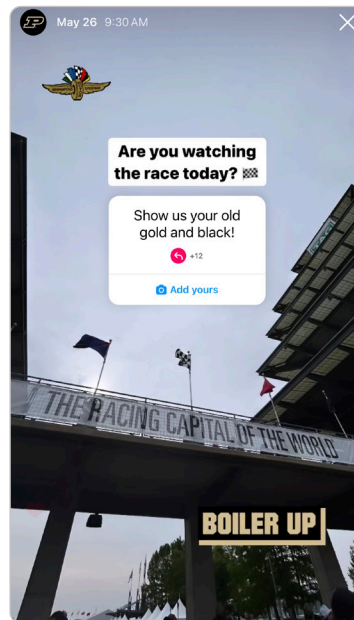 May 26 9:30 AM
Are you watching
the race today? 🏁
Show us your old
gold and black!
+12
Add yours
THE RACING CAPITAL OF THE WORLD
BOILER UP